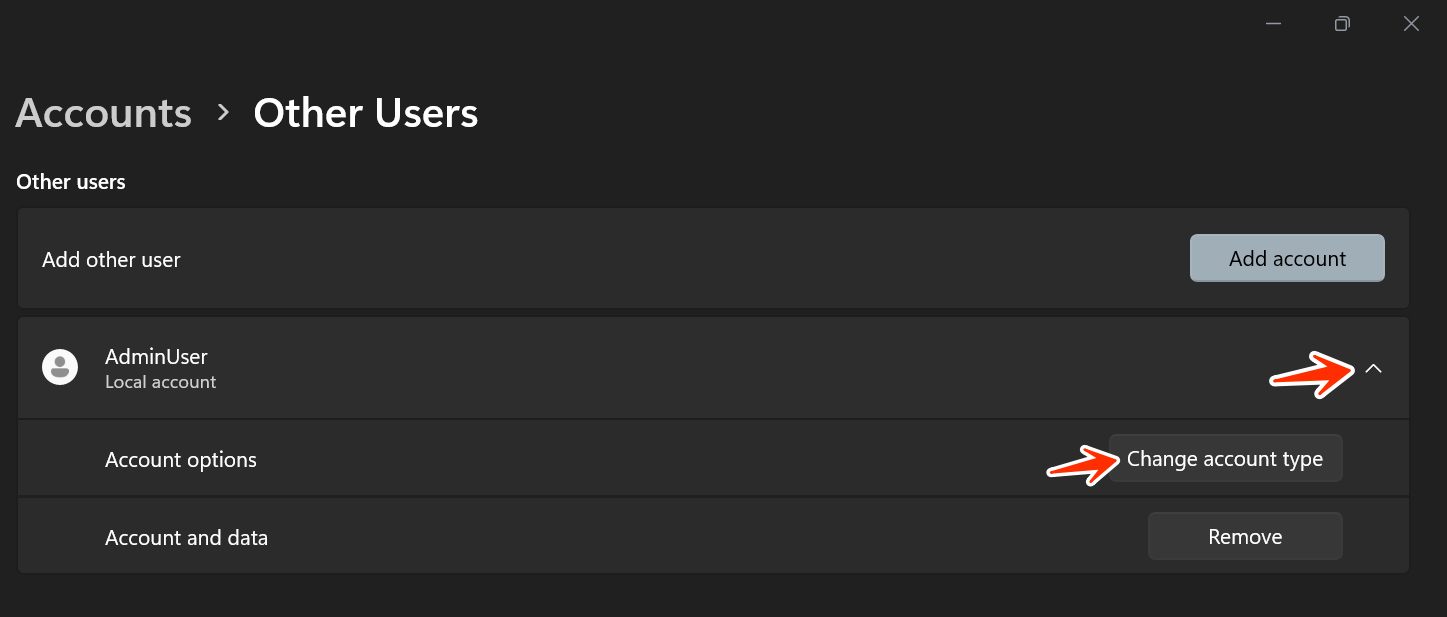 Accounts > Other Users
Other users
Add other user
Add account
AdminUser
Local account
Account options
Change account type
Account and data
Remove